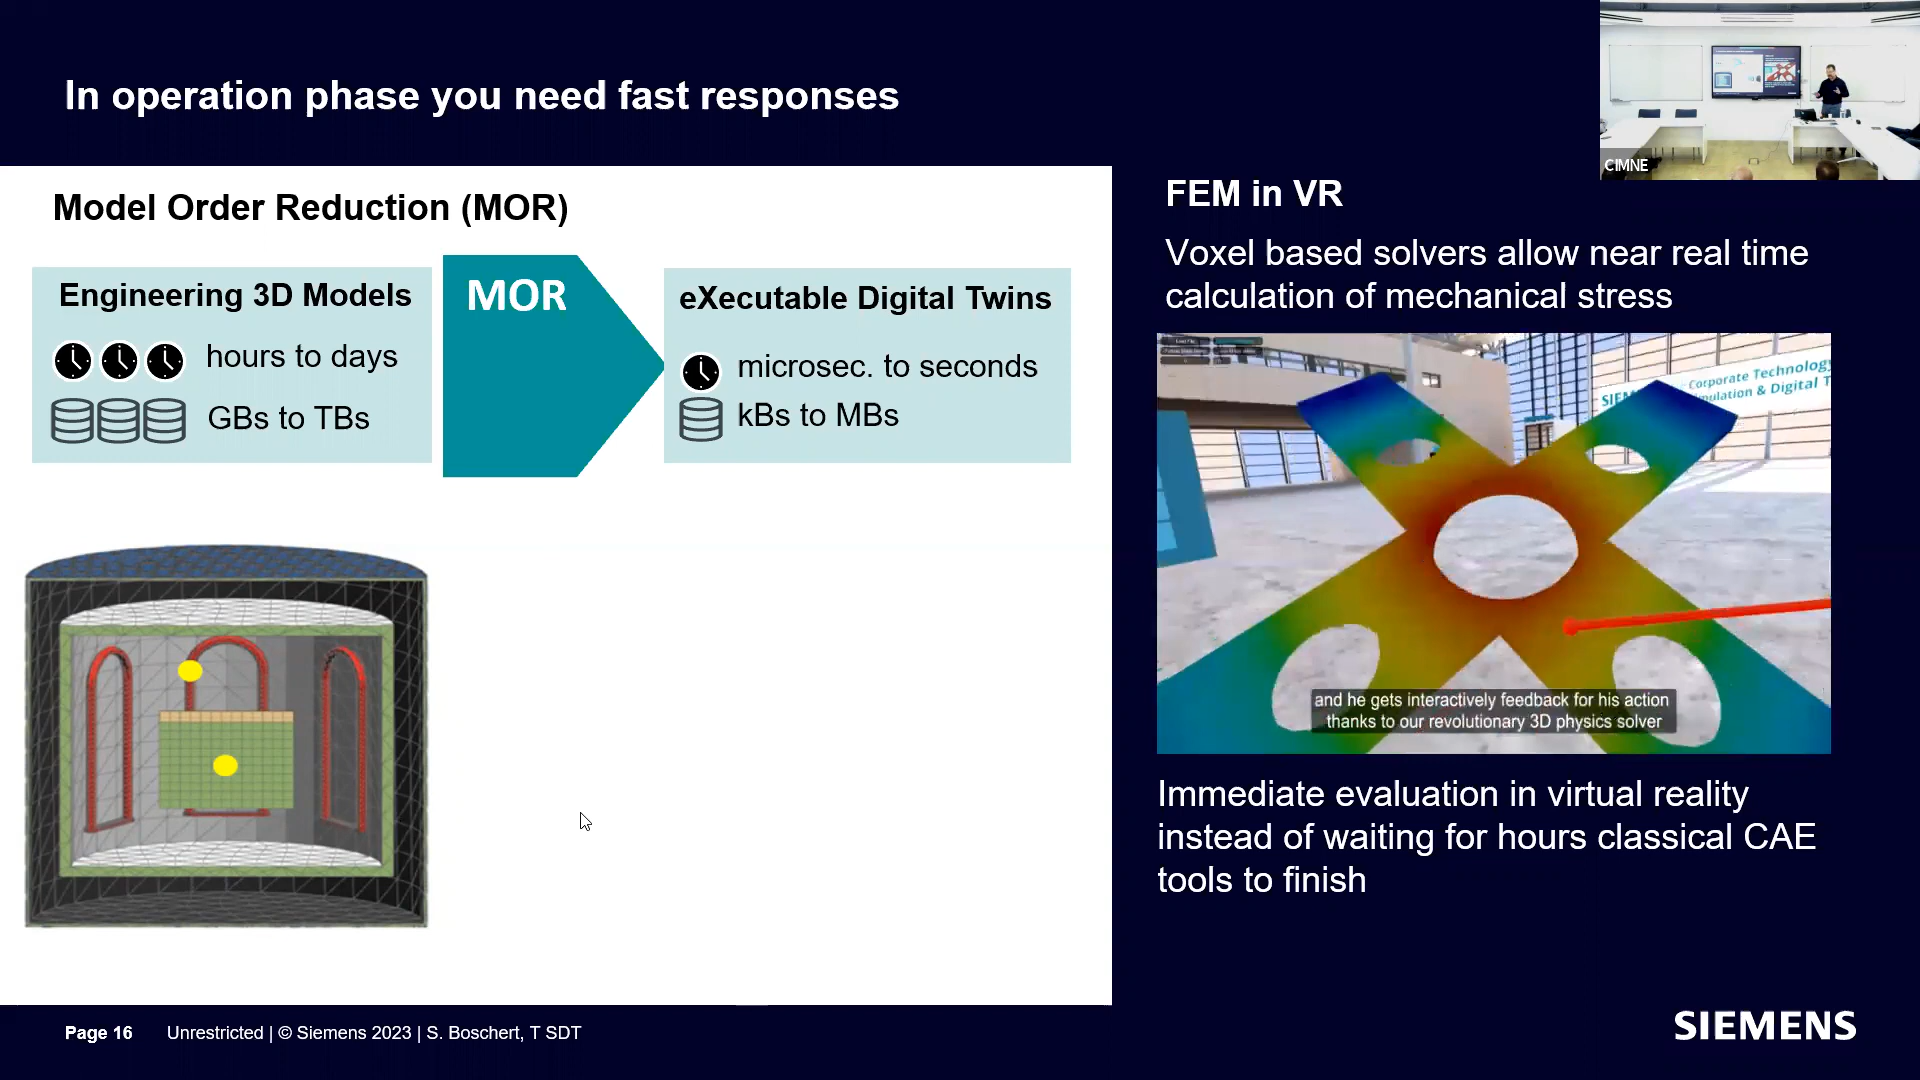 In operation phase you need fast responses
CIMNE
Model Order Reduction (MOR)
Engineering 3D Models
hours to days
GBs to TBs
MOR
eXecutable Digital Twins
microsec. to seconds
kBs to MBs
FEM in VR
Voxel based solvers allow near real time
calculation of mechanical stress
Corporate Technology
and he gets interactively feedback for his action
thanks to our revolutionary 3D physics solver
Immediate evaluation in virtual reality
instead of waiting for hours classical CAE
tools to finish
Page 16
Unrestricted | © Siemens 2023 | S. Boschert, T SDT
SIEMENS